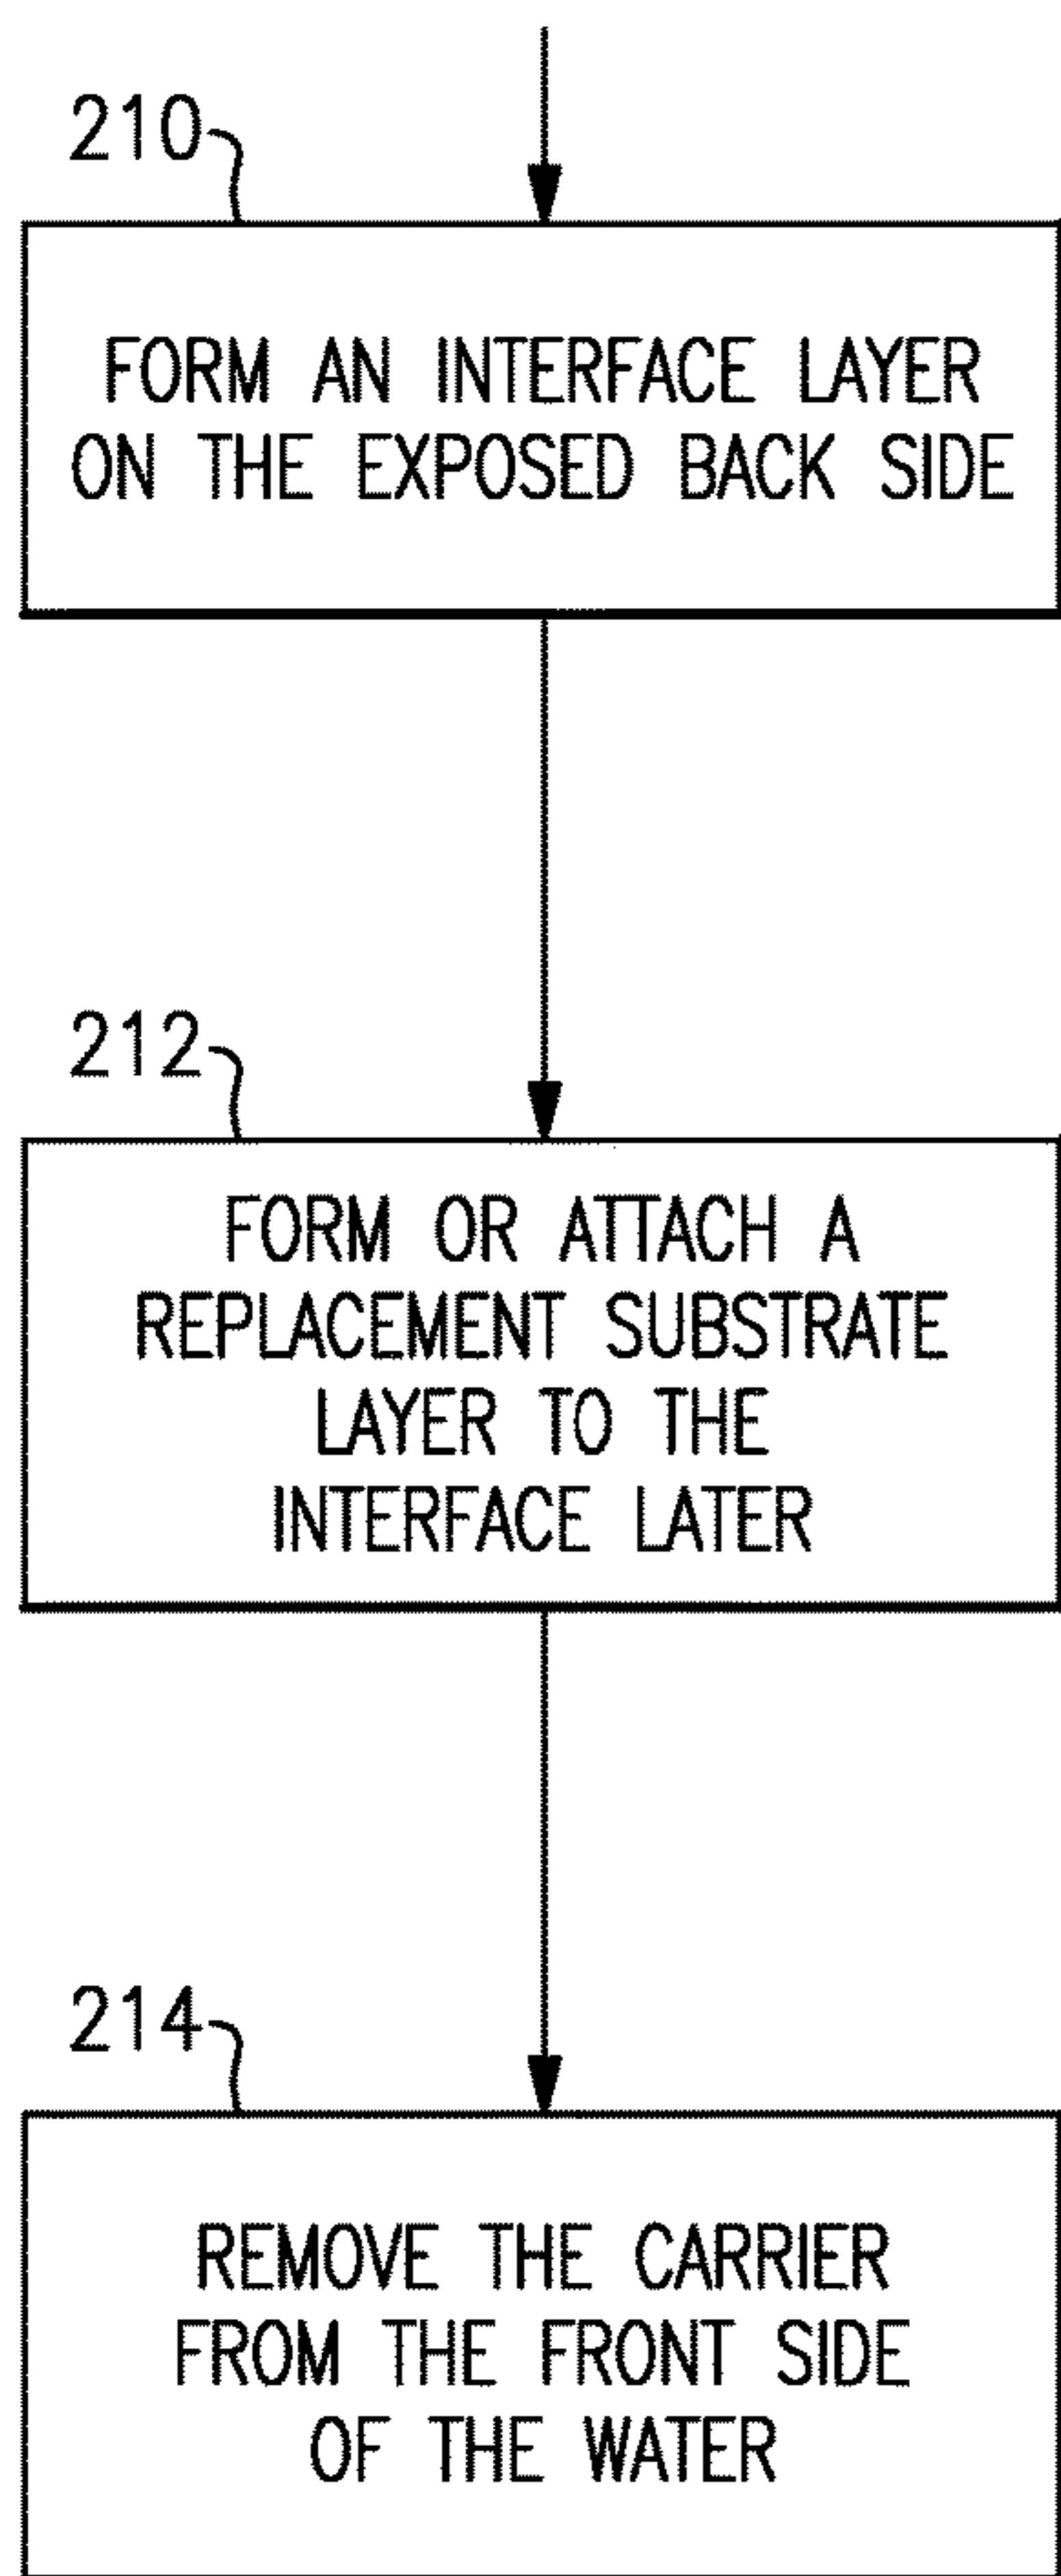 210
FORM AN INTERFACE LAYER
ON THE EXPOSED BACK SIDE
212
FORM OR ATTACH A
REPLACEMENT SUBSTRATE
LAYER TO THE
INTERFACE LATER
214
REMOVE THE CARRIER
FROM THE FRONT SIDE
OF THE WATER